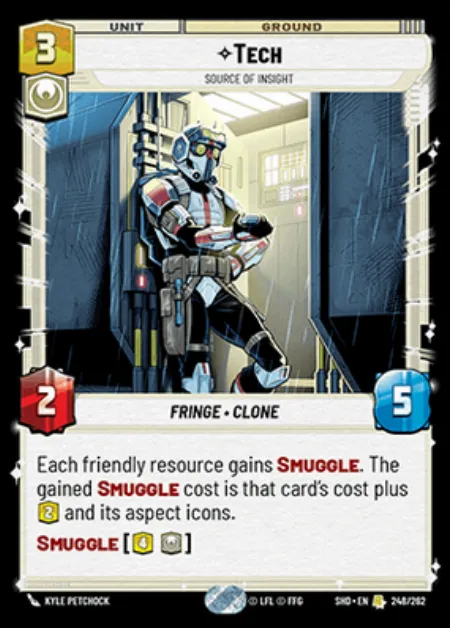 UNIT GROUND
3
✧TECH
SOURCE OF INSIGHT
2
FRINGE • CLONE
5
Each friendly resource gains SMUGGLE. The
gained SMUGGLE cost is that card's cost plus
2 and its aspect icons.
SMUGGLE [4]
KYLE PETCHOCK © LFL © FFG SHD • EN R 248/262